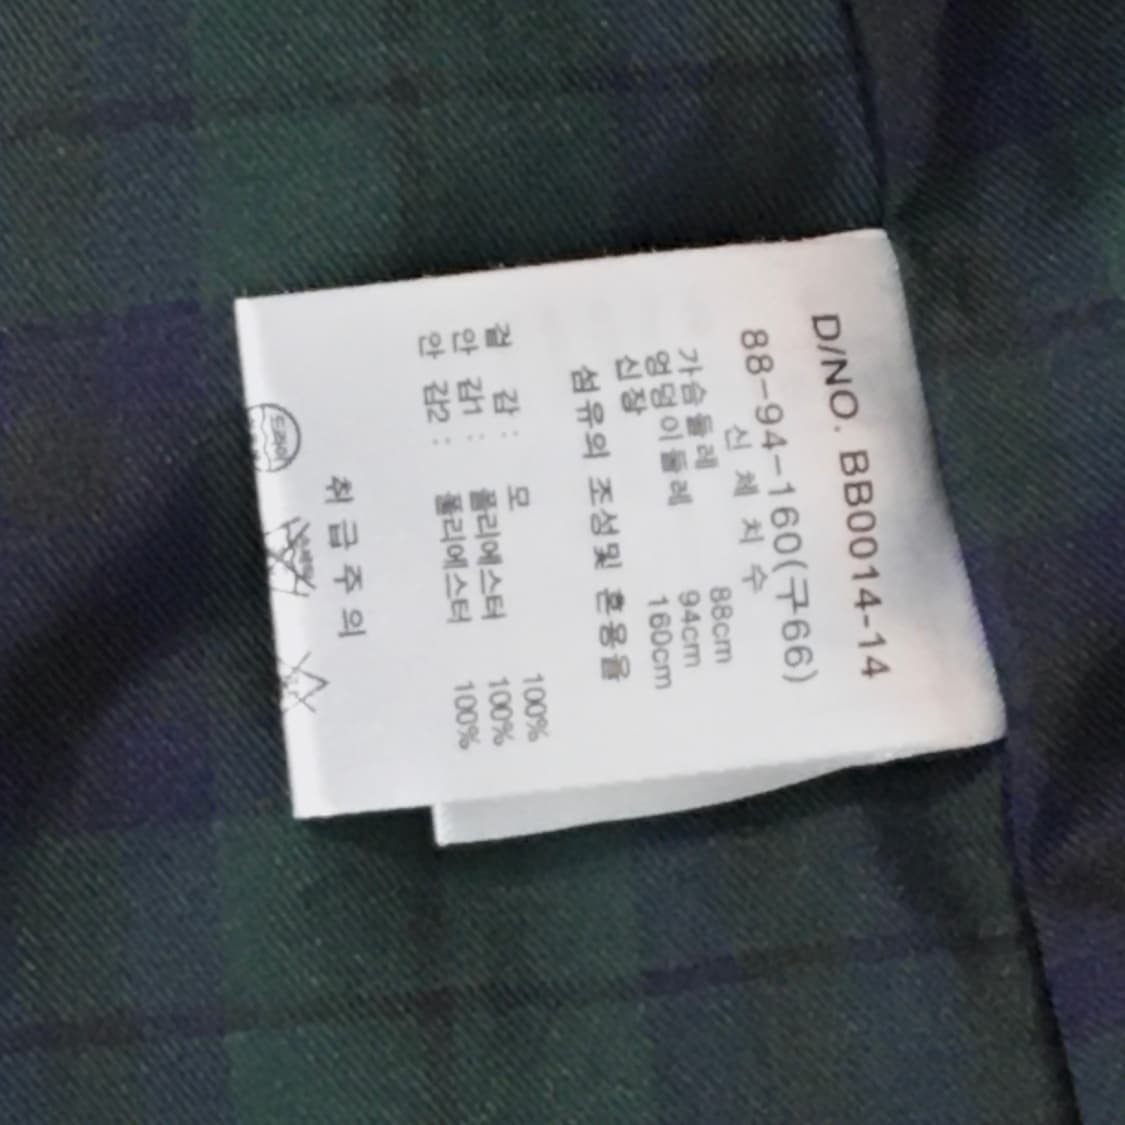 D/NO. BB0014-14
88-94-160(구66)
신 체 치 수
가슴둘레 88cm
엉덩이둘레 94cm
신장 160cm
섬유의 조성및 혼용율
겉 감 : 모 100%
안 감1 : 폴리에스터 100%
안 감2 : 폴리에스터 100%
취 급 주 의